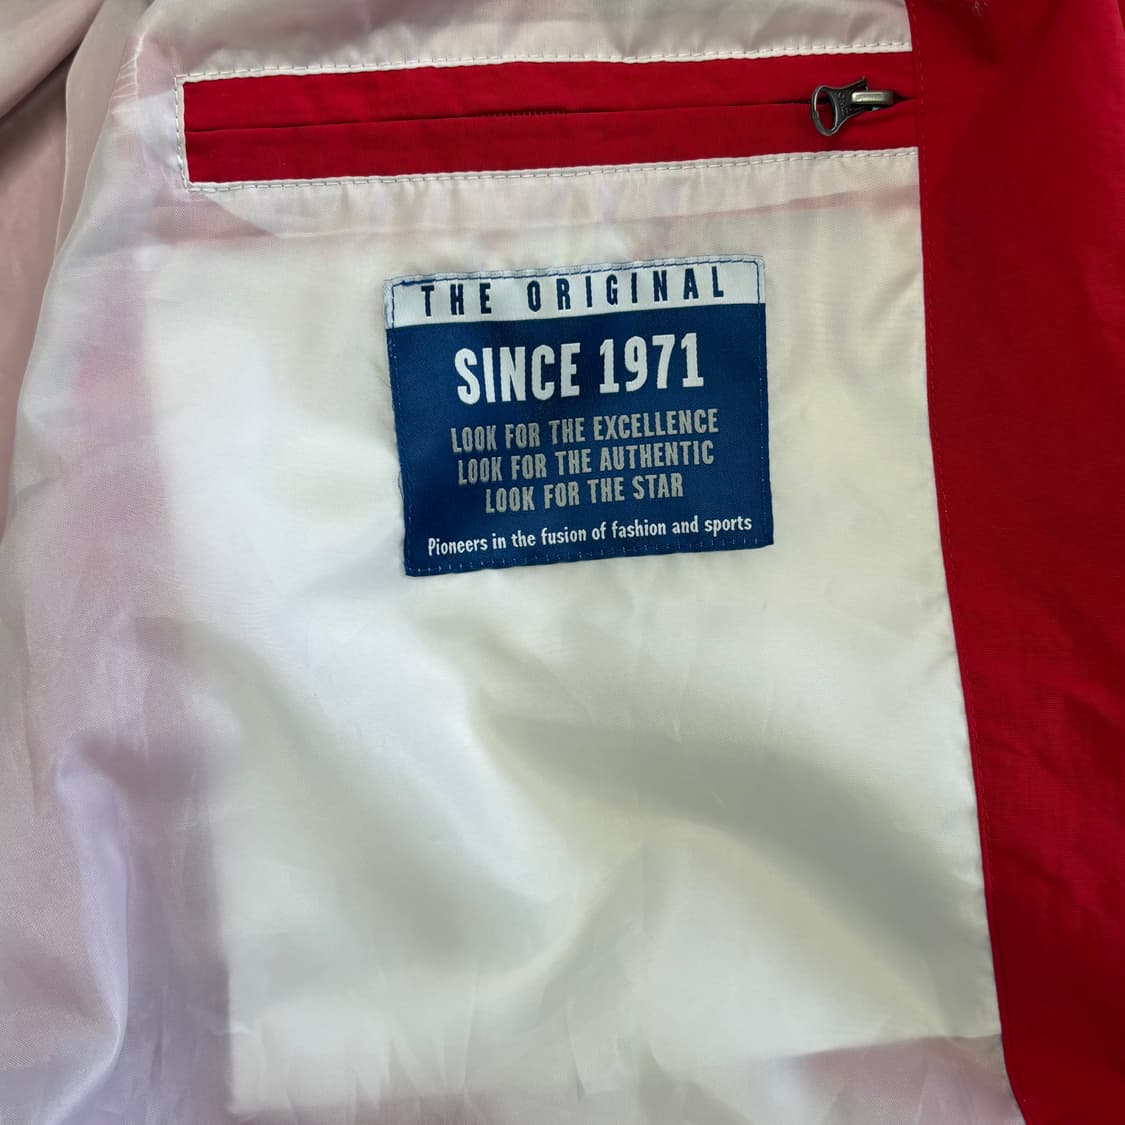 THE ORIGINAL
SINCE 1971
LOOK FOR THE EXCELLENCE
LOOK FOR THE AUTHENTIC
LOOK FOR THE STAR
Pioneers in the fusion of fashion and sports